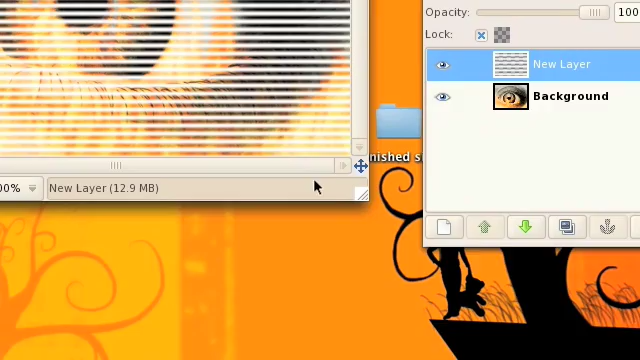 Opacity:
100
Lock:
New Layer
Background
nished s
00%
New Layer (12.9 MB)